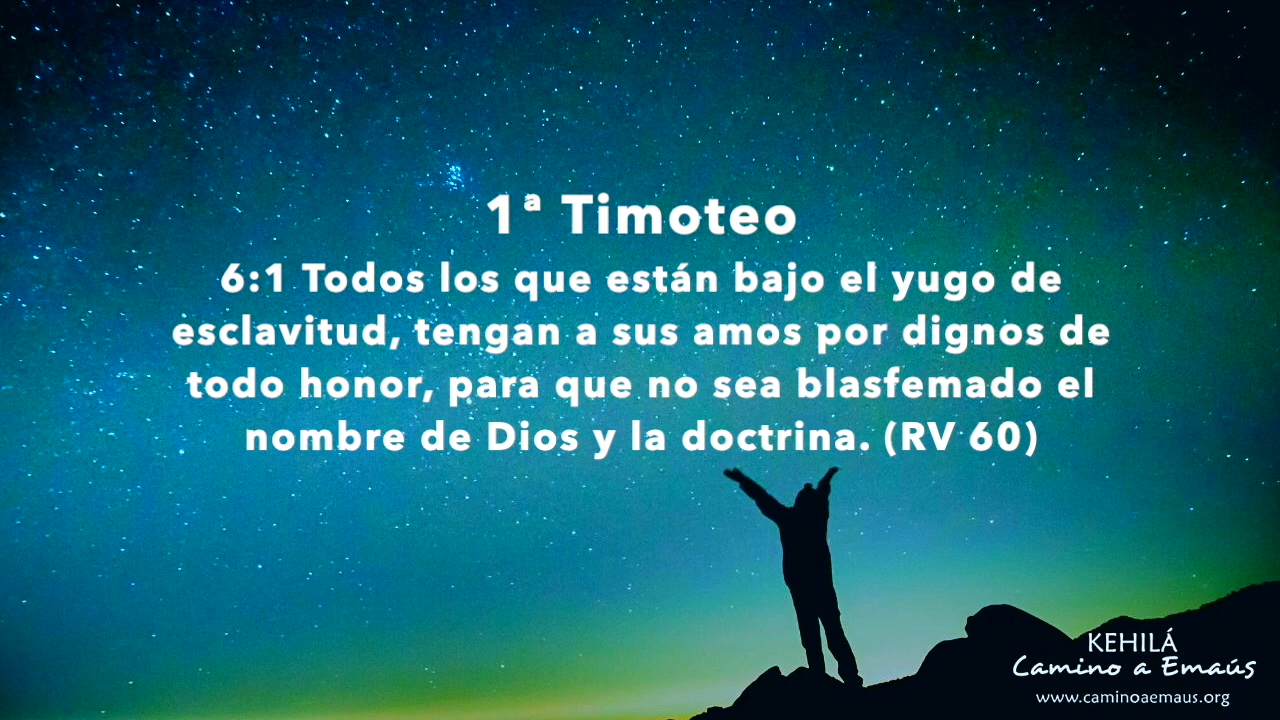 1ª Timoteo
6:1 Todos los que están bajo el yugo de
esclavitud, tengan a sus amos por dignos de
todo honor, para que no sea blasfemado el
nombre de Dios y la doctrina. (RV 60)
KEHILÁ
Camino a Emaús
www.caminoaemaus.org